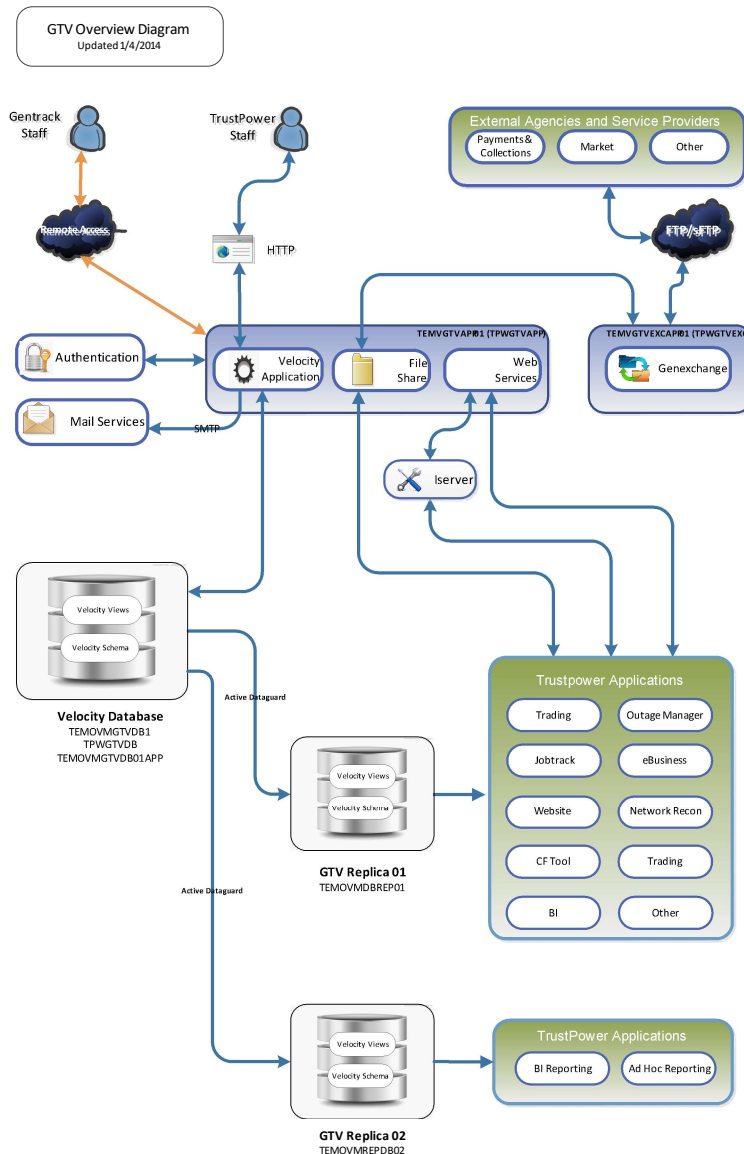 GTV Overview Diagram
Updated 1/4/2014
Gentrack
Staff
TrustPower
Staff
External Agencies and Service Providers
Payments &
Collections
Market
Other
Remote Access
HTTP
FTP/sFTP
TEMVGTVAPP01 (TPWGTVAPP)
TEMVGTVEXCAPP01 (TPWGTVEXC
Authentication
Velocity
Application
File
Share
Web
Services
Genexchange
Mail Services
SMTP
Iserver
Velocity Views
Velocity Schema
Velocity Database
TEMOVMGTVDB1
TPWGTVDB
TEMOVMGTVDB01APP
Active Dataguard
Trustpower Applications
Trading
Outage Manager
Jobtrack
eBusiness
Website
Network Recon
CF Tool
Trading
BI
Other
Velocity Views
Velocity Schema
GTV Replica 01
TEMOVMDBREP01
Active Dataguard
Velocity Views
Velocity Schema
GTV Replica 02
TEMOVMREPDB02
TrustPower Applications
BI Reporting
Ad Hoc Reporting